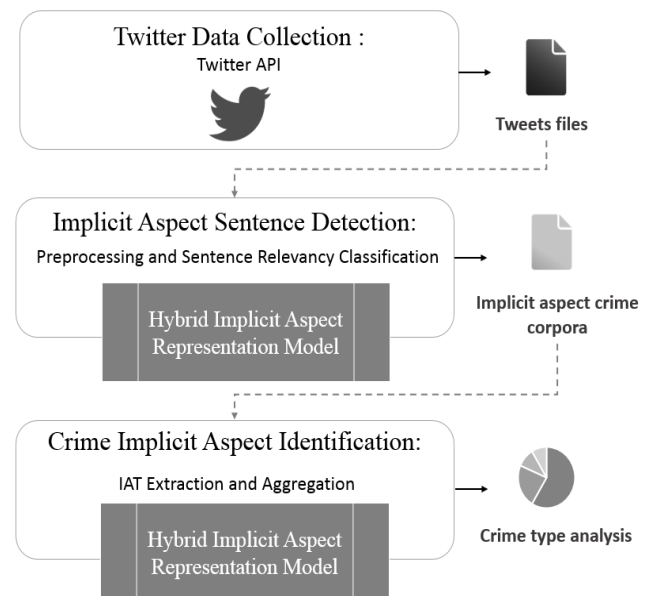 Twitter Data Collection :
Twitter API
Tweets files
Implicit Aspect Sentence Detection:
Preprocessing and Sentence Relevancy Classification
Hybrid Implicit Aspect
Representation Model
Implicit aspect crime
corpora
Crime Implicit Aspect Identification:
IAT Extraction and Aggregation
Hybrid Implicit Aspect
Representation Model
Crime type analysis